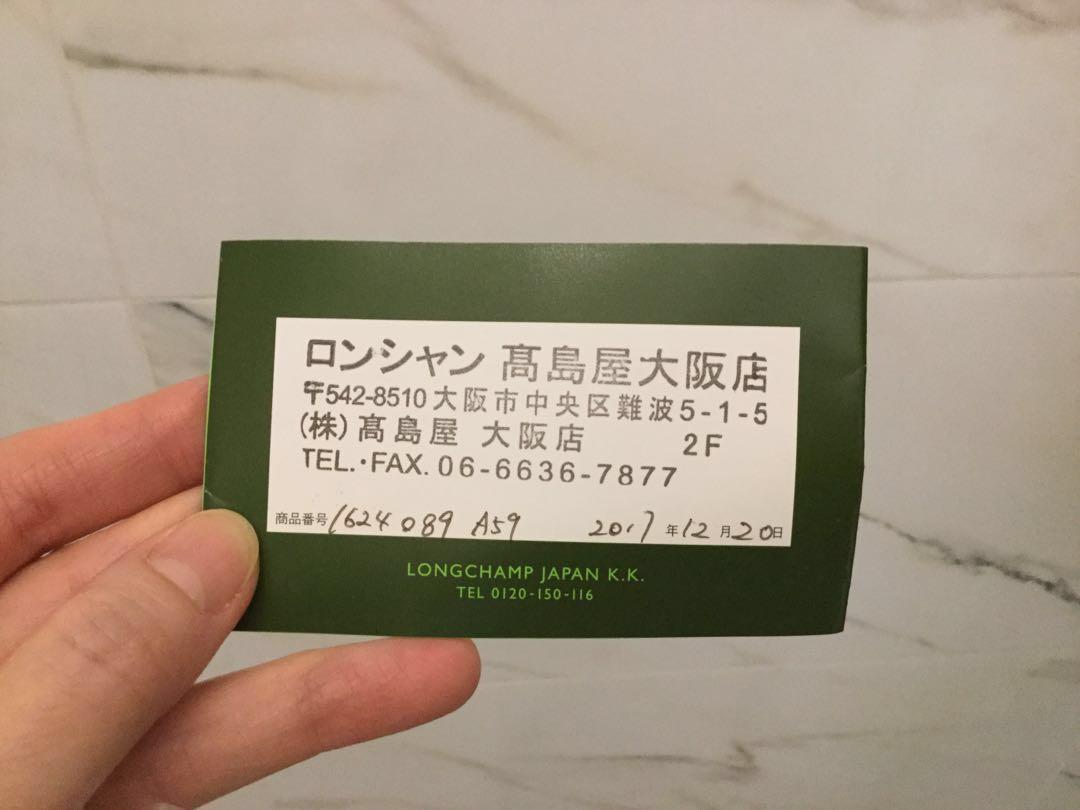 ロンシャン 髙島屋大阪店
〒542-8510 大阪市中央区難波5-1-5
(株)髙島屋 大阪店 2F
TEL.・FAX. 06-6636-7877
商品番号 1624 089 A59 2017年12月20日
LONGCHAMP JAPAN K.K.
TEL 0120-150-116